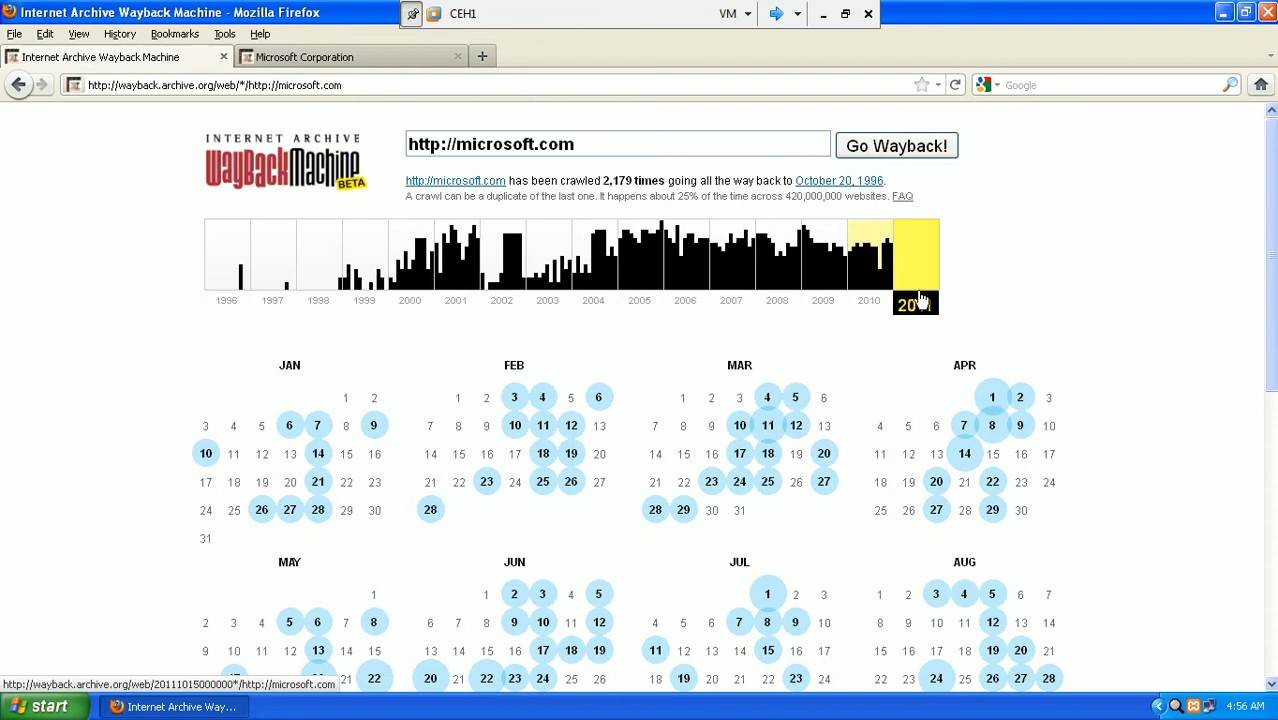 Internet Archive Wayback Machine - Mozilla Firefox
CEH1
VM
File Edit View History Bookmarks Tools Help
Internet Archive Wayback Machine
Microsoft Corporation
http://wayback.archive.org/web/*/http://microsoft.com
Google
INTERNET ARCHIVE
WayBackMachine
BETA
http://microsoft.com
Go Wayback!
http://microsoft.com has been crawled 2,179 times going all the way back to October 20, 1996.
A crawl can be a duplicate of the last one. It happens about 25% of the time across 420,000,000 websites. FAQ
1996 1997 1998 1999 2000 2001 2002 2003 2004 2005 2006 2007 2008 2009 2010
JAN FEB MAR APR
1 2 1 2 3 4 5 6 1 2 3 4 5 6 1 2 3
3 4 5 6 7 8 9 7 8 9 10 11 12 13 7 8 9 10 11 12 13 4 5 6 7 8 9 10
10 11 12 13 14 15 16 14 15 16 17 18 19 20 14 15 16 17 18 19 20 11 12 13 14 15 16 17
17 18 19 20 21 22 23 21 22 23 24 25 26 27 21 22 23 24 25 26 27 18 19 20 21 22 23 24
24 25 26 27 28 29 30 28 28 29 30 31 25 26 27 28 29 30
31
MAY JUN JUL AUG
1 1 2 3 4 5 1 2 3 1 2 3 4 5 6 7
2 3 4 5 6 7 8 6 7 8 9 10 11 12 4 5 6 7 8 9 10 8 9 10 11 12 13 14
9 10 11 12 13 14 15 13 14 15 16 17 18 19 11 12 13 14 15 16 17 15 16 17 18 19 20 21
22 20 21 22 23 24 25 26 18 19 20 21 22 23 24 22 23 24 25 26 27 28
http://wayback.archive.org/web/20111015000000*/http://microsoft.com
start
Internet Archive Way...
4:56 AM